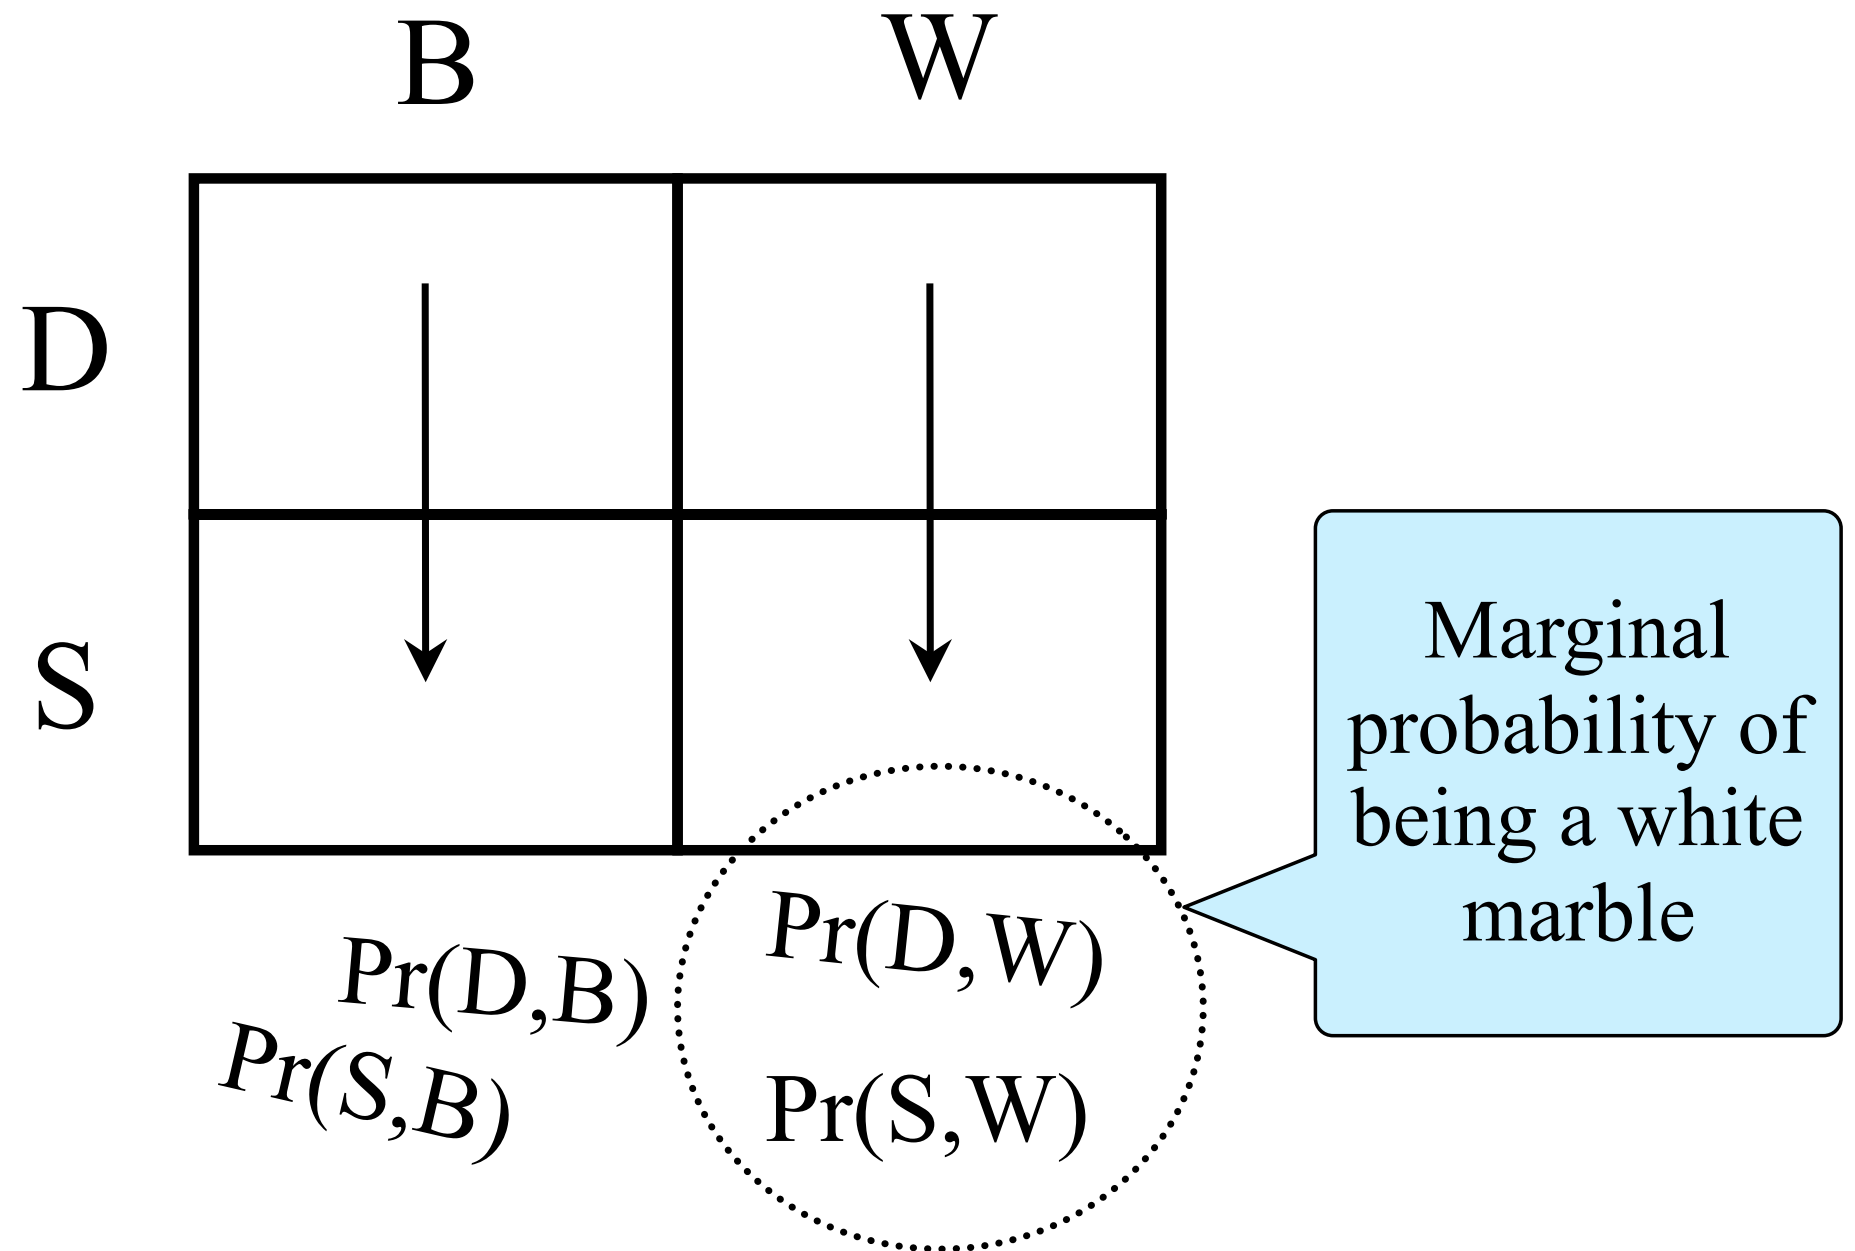 B W
D
S
Marginal
probability of
being a white
marble
Pr(D,B)
Pr(S,B)
Pr(D,W)
Pr(S,W)